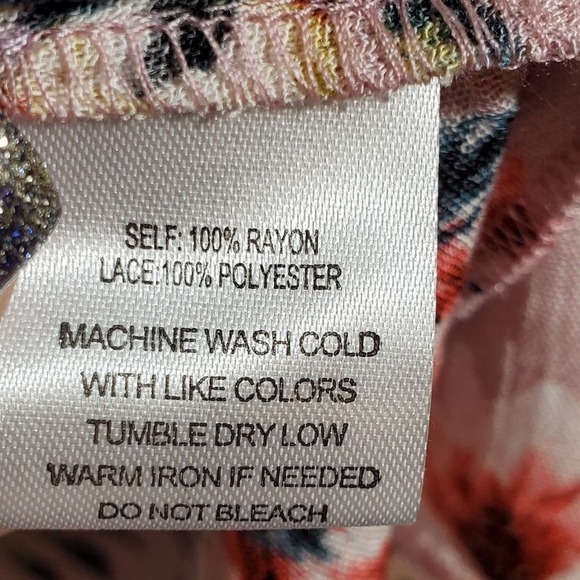 SELF: 100% RAYON
LACE:100% POLYESTER
MACHINE WASH COLD
WITH LIKE COLORS
TUMBLE DRY LOW
WARM IRON IF NEEDED
DO NOT BLEACH